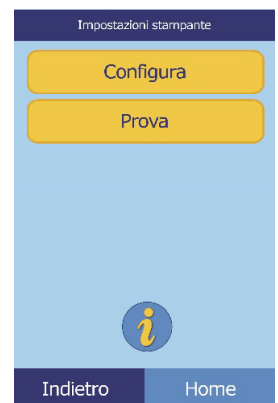 Impostazioni stampante
Configura
Prova
i
Indietro Home